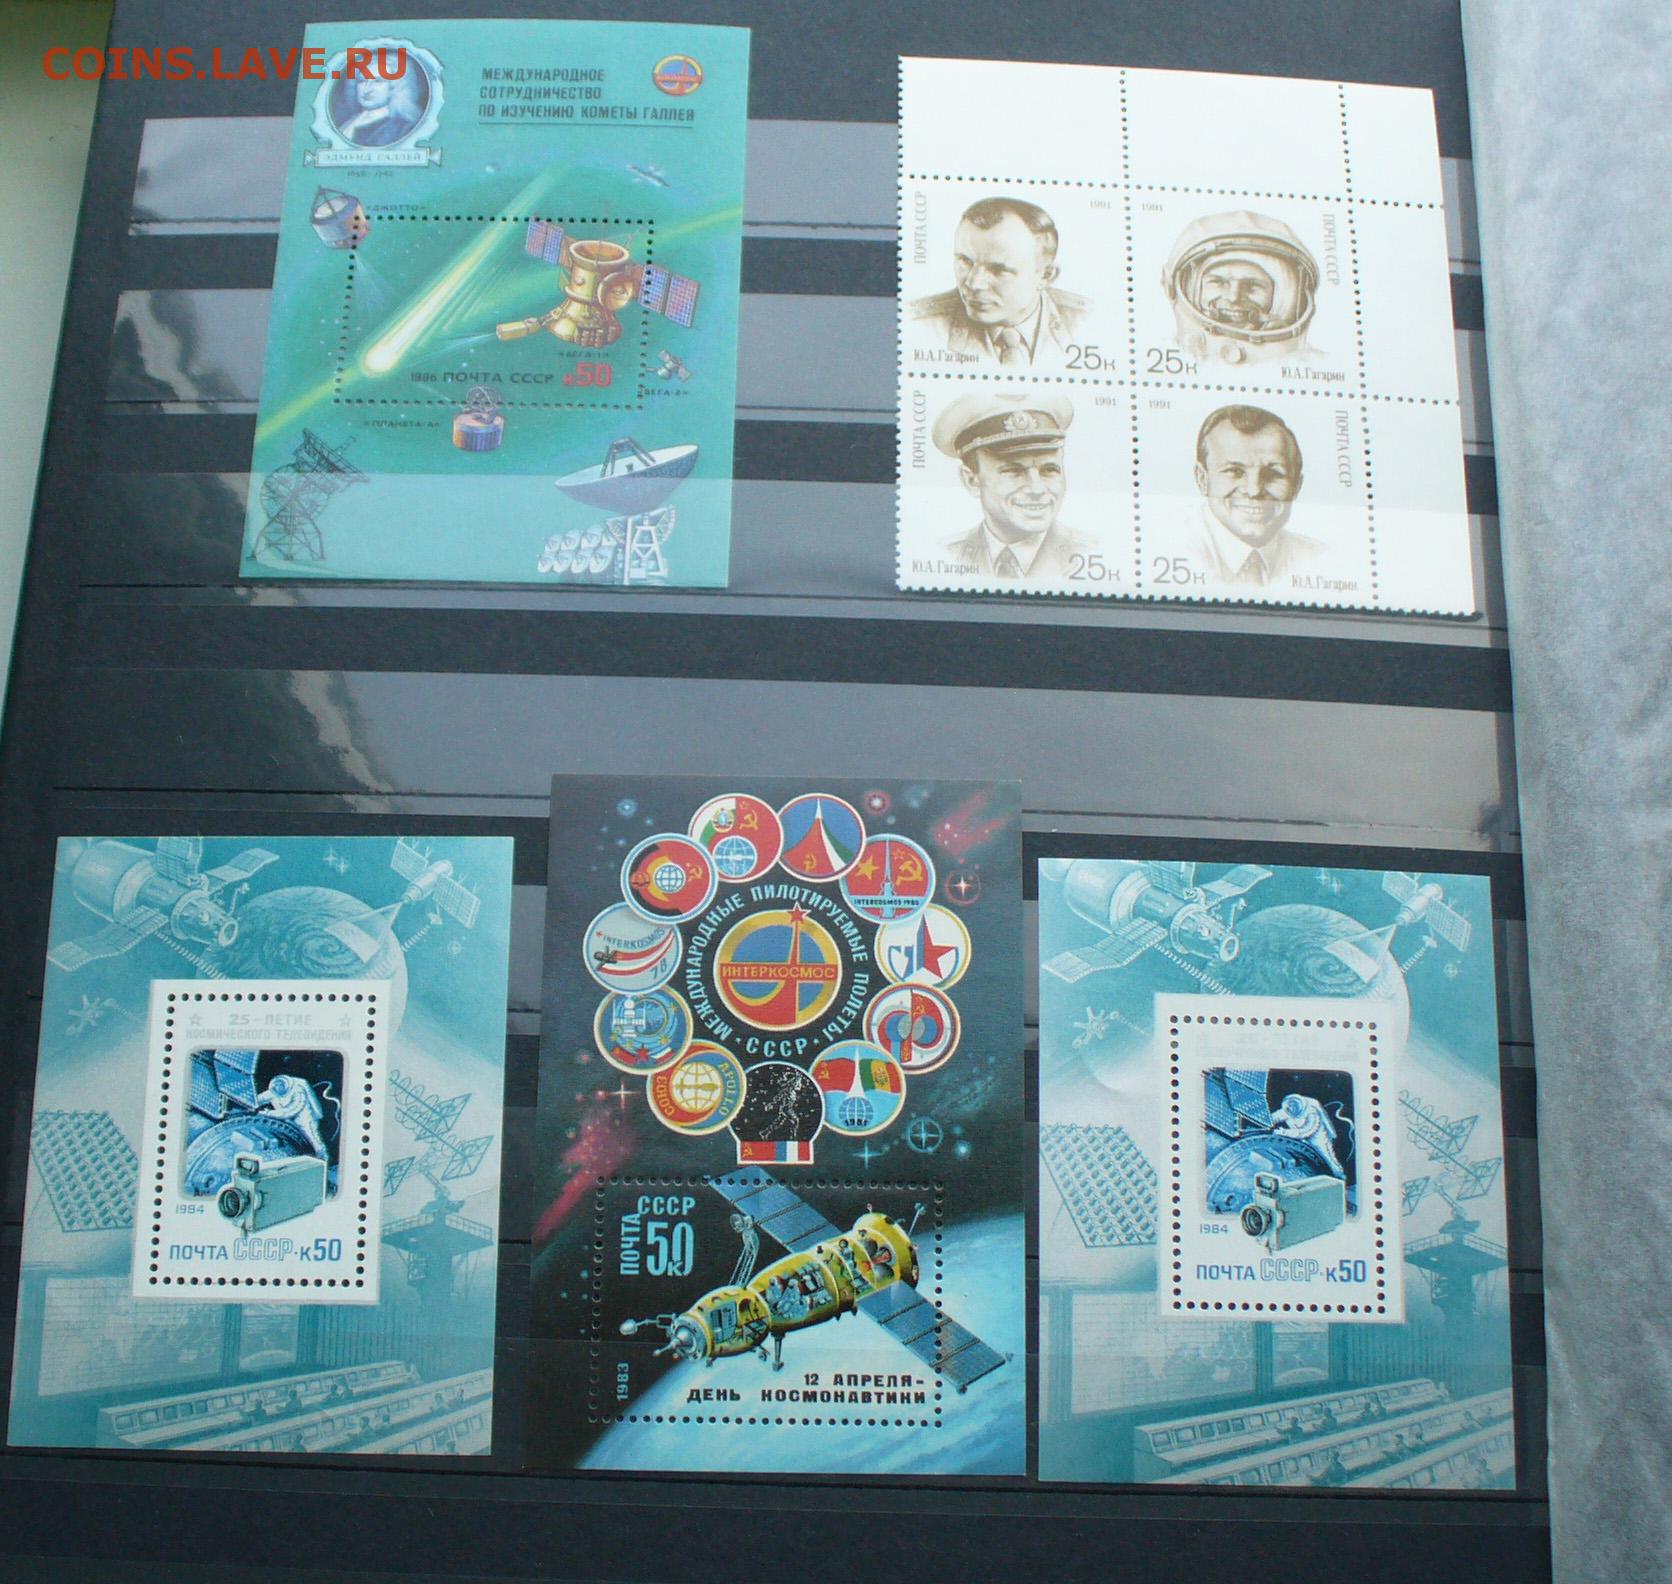 COINS.LAVE.RU
МЕЖДУНАРОДНОЕ
СОТРУДНИЧЕСТВО
ПО ИЗУЧЕНИЮ КОМЕТЫ ГАЛЛЕЯ
ЭДМУНД ГАЛЛЕЙ
«ДЖОТТО»
«ВЕГА-1»
1986 ПОЧТА СССР к50
«ВЕГА-2»
«ПЛАНЕТА-А»
ПОЧТА СССР
1991
Ю.А.Гагарин
25к
1991
ПОЧТА СССР
25к
Ю.А.Гагарин
ПОЧТА СССР
1991
Ю.А.Гагарин
25к
1991
ПОЧТА СССР
25к
Ю.А.Гагарин
25-ЛЕТИЕ
КОСМИЧЕСКОГО ТЕЛЕВИДЕНИЯ
1984
ПОЧТА СССР·к50
МЕЖДУНАРОДНЫЕ ПИЛОТИРУЕМЫЕ ПОЛЕТЫ
·СССР·
ИНТЕРКОСМОС
INTERKOSMOS
78
INTERCOSMOS 1980
СОЮЗ
APOLLO
1981
ПОЧТА
СССР
50к
1983
12 АПРЕЛЯ-
ДЕНЬ КОСМОНАВТИКИ
1984
ПОЧТА СССР·к50